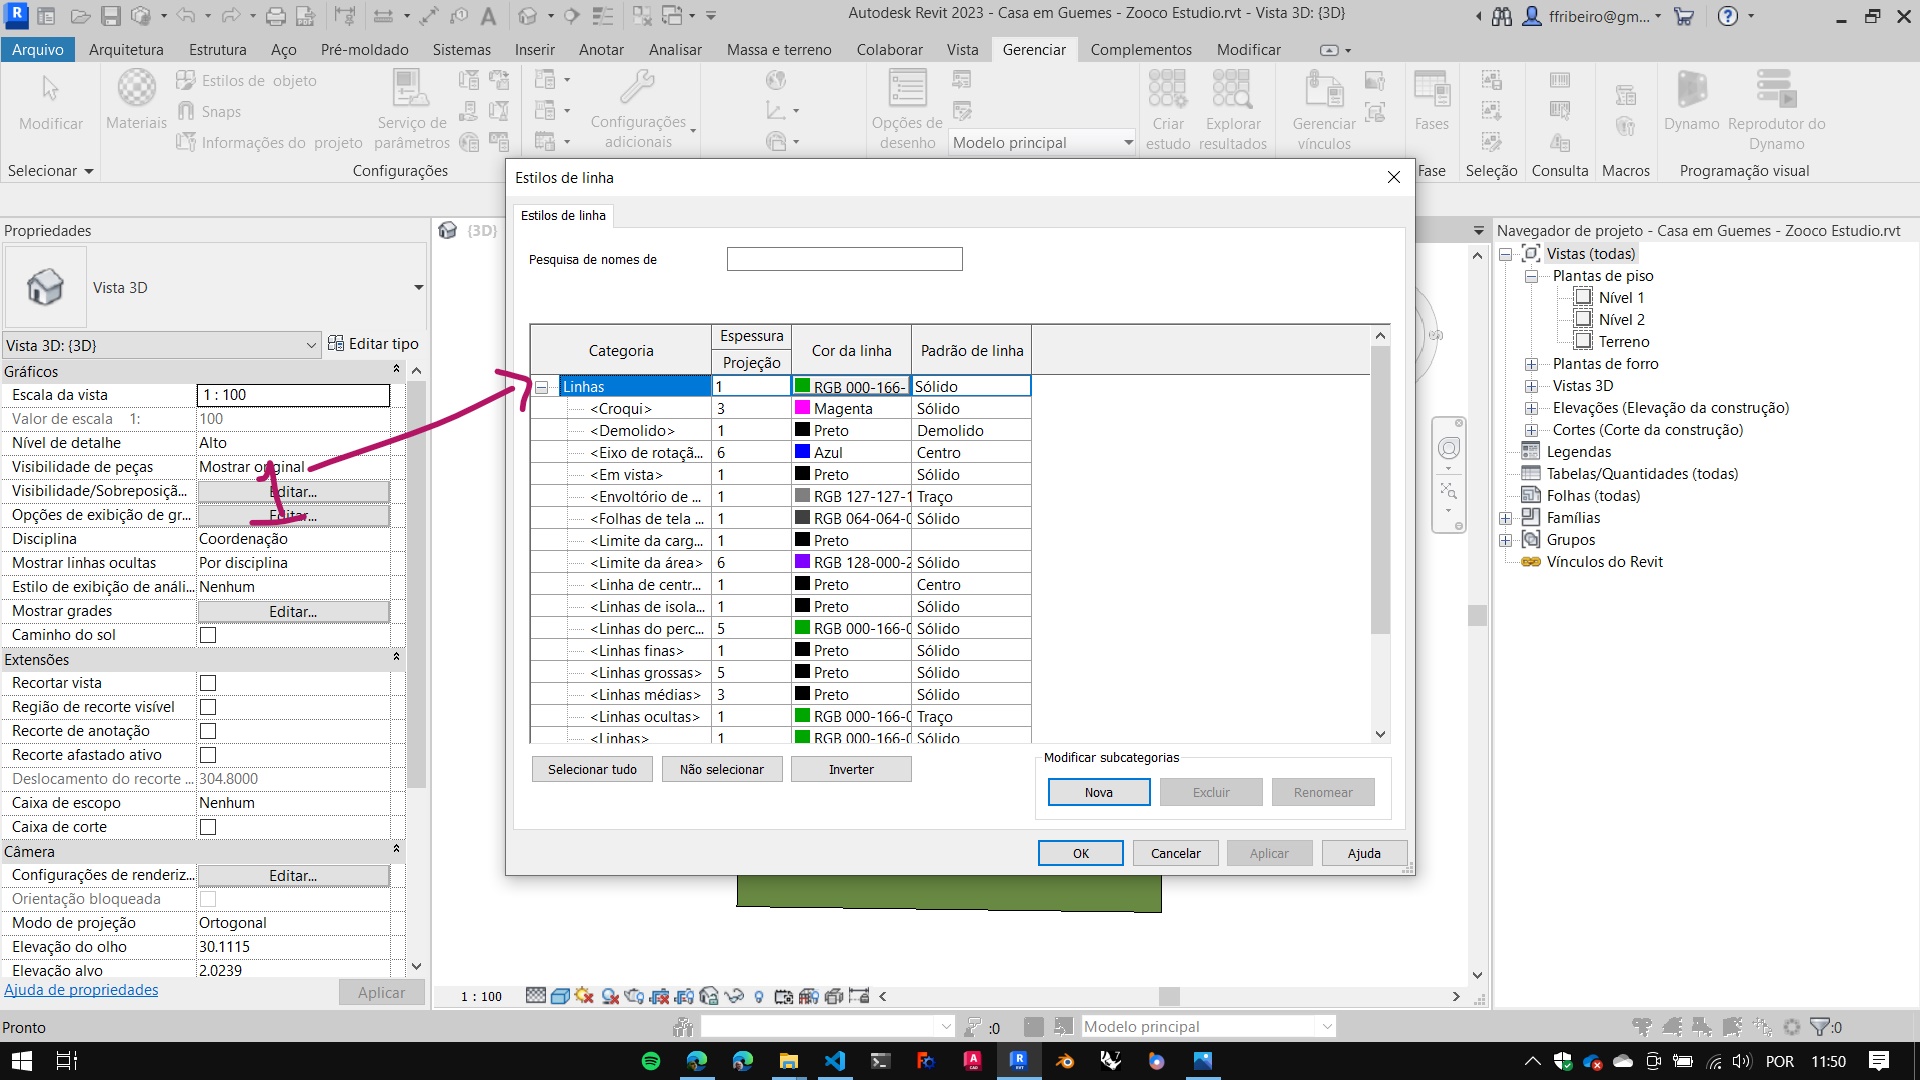 Autodesk Revit 2023 - Casa em Guemes - Zooco Estudio.rvt - Vista 3D: {3D}
ffribeiro@gm...
Arquivo Arquitetura Estrutura Aço Pré-moldado Sistemas Inserir Anotar Analisar Massa e terreno Colaborar Vista Gerenciar Complementos Modificar
Modificar
Materiais
Estilos de objeto
Snaps
Informações do projeto
Serviço de
parâmetros
Configurações
adicionais
Opções de
desenho
Modelo principal
Criar
estudo
Explorar
resultados
Gerenciar
vínculos
Fases
Dynamo
Reprodutor do
Dynamo
Selecionar Configurações Fase Seleção Consulta Macros Programação visual
Propriedades
Vista 3D
Vista 3D: {3D} Editar tipo
Gráficos
Escala da vista 1 : 100
Valor de escala 1: 100
Nível de detalhe Alto
Visibilidade de peças Mostrar original
Visibilidade/Sobreposiçã... Editar...
Opções de exibição de gr... Editar...
Disciplina Coordenação
Mostrar linhas ocultas Por disciplina
Estilo de exibição de análi... Nenhum
Mostrar grades Editar...
Caminho do sol
Extensões
Recortar vista
Região de recorte visível
Recorte de anotação
Recorte afastado ativo
Deslocamento do recorte ... 304.8000
Caixa de escopo Nenhum
Caixa de corte
Câmera
Configurações de renderiz... Editar...
Orientação bloqueada
Modo de projeção Ortogonal
Elevação do olho 30.1115
Elevação alvo 2.0239
Ajuda de propriedades Aplicar
1
{3D}
Estilos de linha
Estilos de linha
Pesquisa de nomes de
Categoria Espessura Cor da linha Padrão de linha
Projeção
Linhas 1 RGB 000-166- Sólido
<Croqui> 3 Magenta Sólido
<Demolido> 1 Preto Demolido
<Eixo de rotaçã... 6 Azul Centro
<Em vista> 1 Preto Sólido
<Envoltório de ... 1 RGB 127-127-1 Traço
<Folhas de tela ... 1 RGB 064-064-0 Sólido
<Limite da carg... 1 Preto
<Limite da área> 6 RGB 128-000-2 Sólido
<Linha de centr... 1 Preto Centro
<Linhas de isola... 1 Preto Sólido
<Linhas do perc... 5 RGB 000-166-0 Sólido
<Linhas finas> 1 Preto Sólido
<Linhas grossas> 5 Preto Sólido
<Linhas médias> 3 Preto Sólido
<Linhas ocultas> 1 RGB 000-166-0 Traço
<Linhas> 1 RGB 000-166-0 Sólido
Selecionar tudo Não selecionar Inverter
Modificar subcategorias
Nova Excluir Renomear
OK Cancelar Aplicar Ajuda
Navegador de projeto - Casa em Guemes - Zooco Estudio.rvt
Vistas (todas)
Plantas de piso
Nível 1
Nível 2
Terreno
Plantas de forro
Vistas 3D
Elevações (Elevação da construção)
Cortes (Corte da construção)
Legendas
Tabelas/Quantidades (todas)
Folhas (todas)
Famílias
Grupos
Vínculos do Revit
1 : 100
Pronto :0 Modelo principal :0
POR 11:50